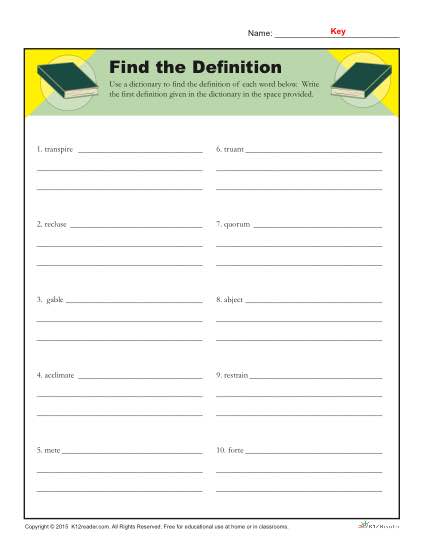 Name: Key
Find the Definition
Use a dictionary to find the definition of each word below. Write
the first definition given in the dictionary in the space provided.
1. transpire
2. recluse
3. gable
4. acclimate
5. mete
6. truant
7. quorum
8. abject
9. restrain
10. forte
Copyright © 2015 K12reader.com. All Rights Reserved. Free for educational use at home or in classrooms.
K12Reader